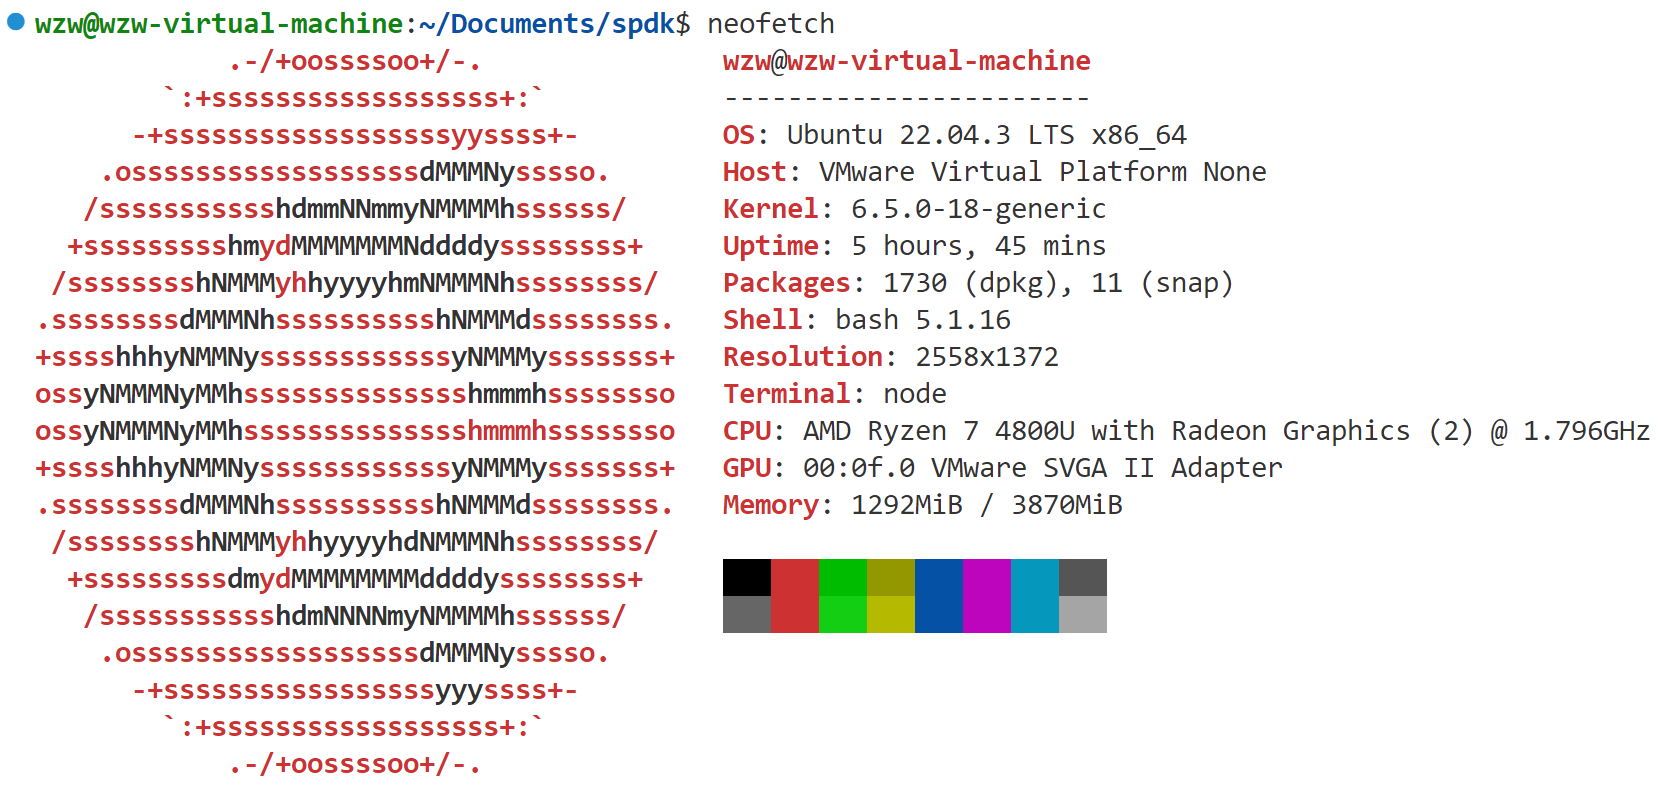 wzw@wzw-virtual-machine:~/Documents/spdk$ neofetch
            .-/+oossssoo+/-.               wzw@wzw-virtual-machine
        `:+ssssssssssssssssss+:`           -----------------------
      -+ssssssssssssssssssyyssss+-         OS: Ubuntu 22.04.3 LTS x86_64
    .ossssssssssssssssssdMMMNysssso.       Host: VMware Virtual Platform None
   /ssssssssssshdmmNNmmyNMMMMhssssss/      Kernel: 6.5.0-18-generic
  +ssssssssshmydMMMMMMMNddddyssssssss+     Uptime: 5 hours, 45 mins
 /sssssssshNMMMyhhyyyyhmNMMMNhssssssss/    Packages: 1730 (dpkg), 11 (snap)
.ssssssssdMMMNhsssssssssshNMMMdssssssss.   Shell: bash 5.1.16
+sssshhhyNMMNyssssssssssssyNMMMysssssss+   Resolution: 2558x1372
ossyNMMMNyMMhsssssssssssssshmmmhssssssso   Terminal: node
ossyNMMMNyMMhsssssssssssssshmmmhssssssso   CPU: AMD Ryzen 7 4800U with Radeon Graphics (2) @ 1.796GHz
+sssshhhyNMMNyssssssssssssyNMMMysssssss+   GPU: 00:0f.0 VMware SVGA II Adapter
.ssssssssdMMMNhsssssssssshNMMMdssssssss.   Memory: 1292MiB / 3870MiB
 /sssssssshNMMMyhhyyyyhdNMMMNhssssssss/
  +sssssssssdmydMMMMMMMMddddyssssssss+
   /ssssssssssshdmNNNNmyNMMMMhssssss/
    .ossssssssssssssssssdMMMNysssso.
      -+sssssssssssssssssyyyssss+-
        `:+ssssssssssssssssss+:`
            .-/+oossssoo+/-.